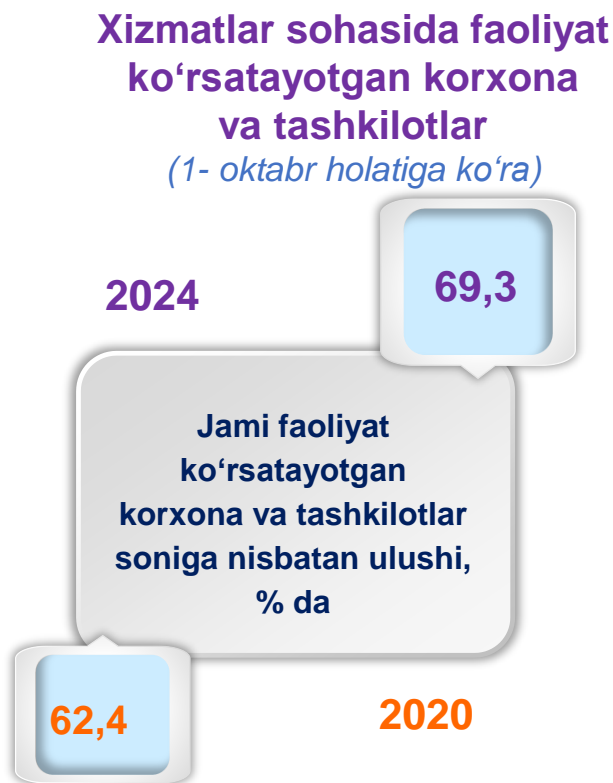 Xizmatlar sohasida faoliyat
ko‘rsatayotgan korxona
va tashkilotlar
(1- oktabr holatiga ko‘ra)
2024
69,3
Jami faoliyat
ko‘rsatayotgan
korxona va tashkilotlar
soniga nisbatan ulushi,
% da
62,4
2020